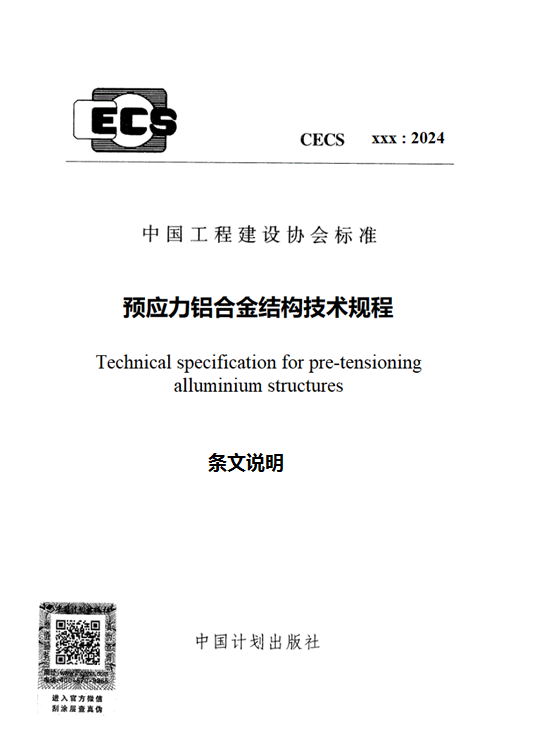 ECS
CECS xxx : 2024
中国工程建设协会标准
预应力铝合金结构技术规程
Technical specification for pre-tensioning
alluminium structures
条文说明
中国计划出版社
进入官方微信
刮涂层查真伪